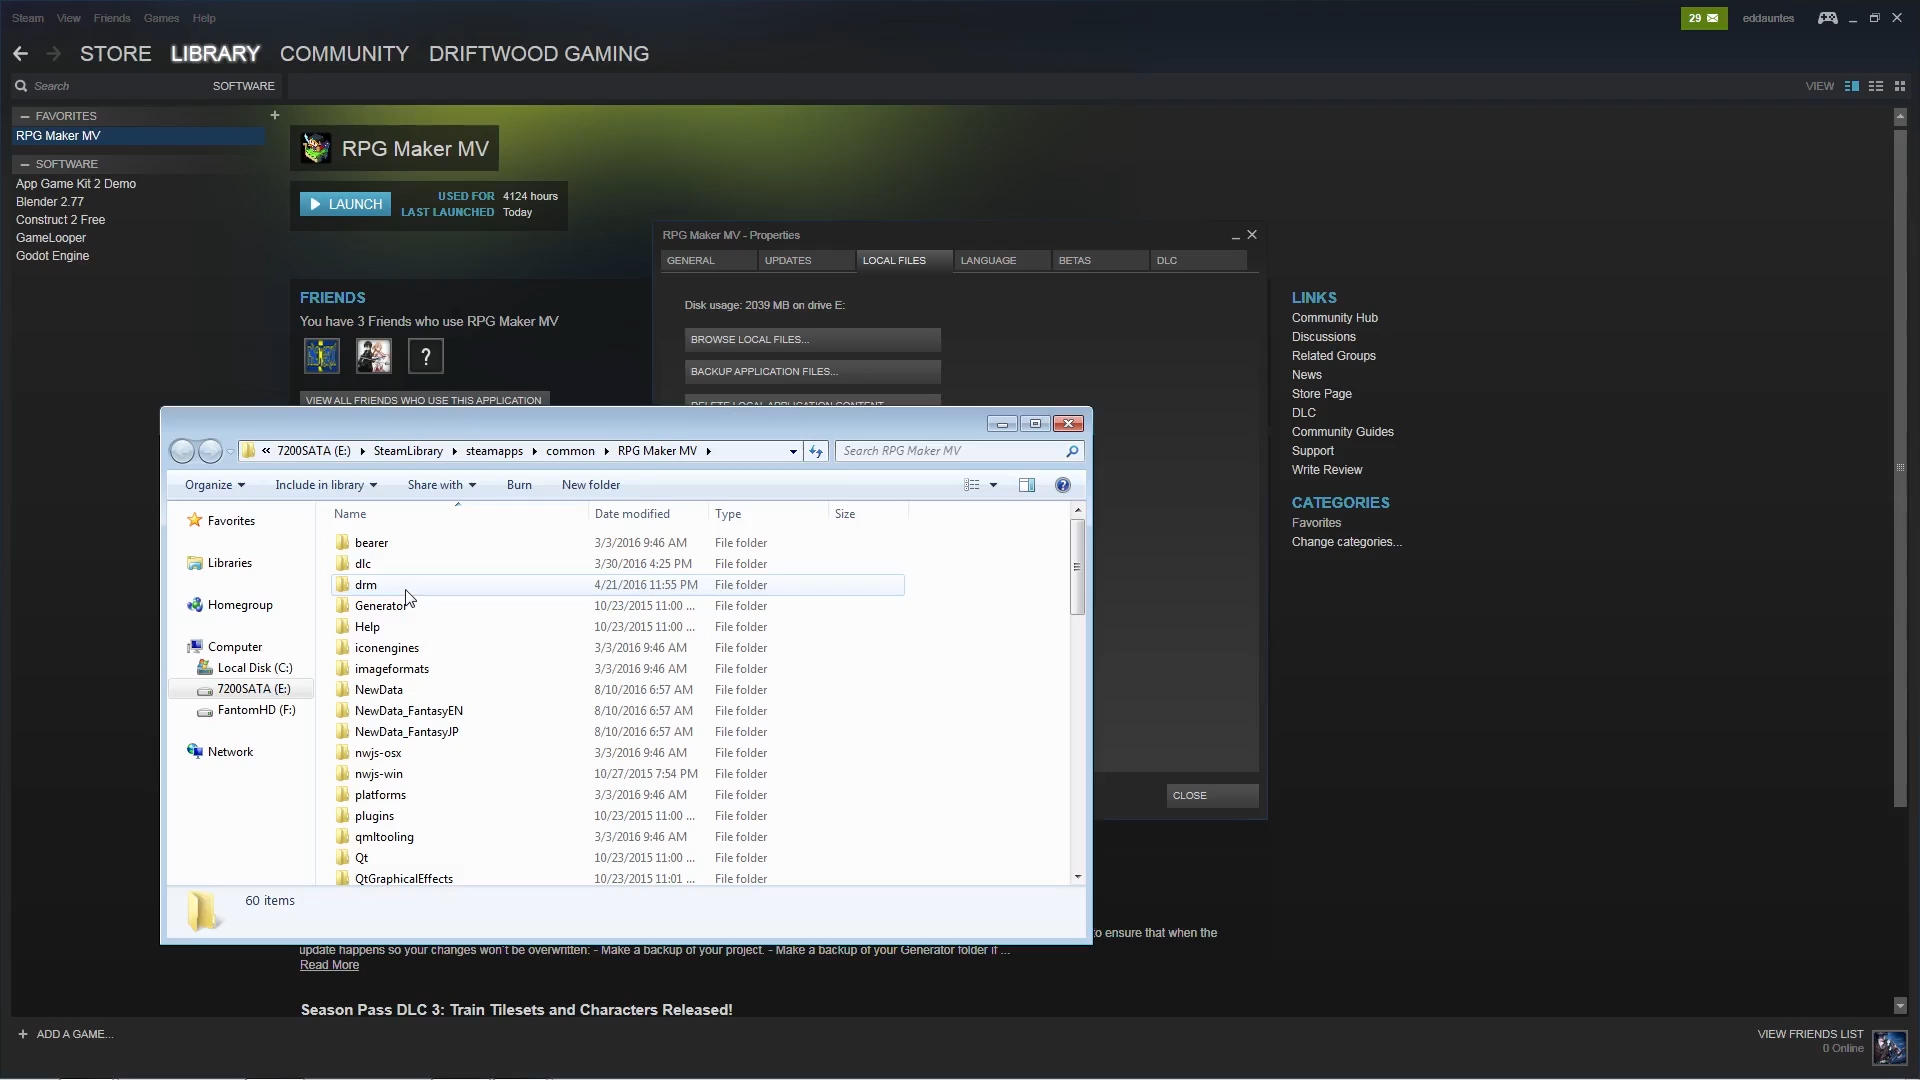 Steam View Friends Games Help
29 eddauntes
STORE LIBRARY COMMUNITY DRIFTWOOD GAMING
Search SOFTWARE VIEW
— FAVORITES +
RPG Maker MV
— SOFTWARE
App Game Kit 2 Demo
Blender 2.77
Construct 2 Free
GameLooper
Godot Engine
RPG Maker MV
LAUNCH
USED FOR 4124 hours
LAST LAUNCHED Today
FRIENDS
You have 3 Friends who use RPG Maker MV
?
VIEW ALL FRIENDS WHO USE THIS APPLICATION
RPG Maker MV - Properties
GENERAL UPDATES LOCAL FILES LANGUAGE BETAS DLC
Disk usage: 2039 MB on drive E:
BROWSE LOCAL FILES...
BACKUP APPLICATION FILES...
DELETE LOCAL APPLICATION CONTENT
CLOSE
LINKS
Community Hub
Discussions
Related Groups
News
Store Page
DLC
Community Guides
Support
Write Review
CATEGORIES
Favorites
Change categories...
« 7200SATA (E:) SteamLibrary steamapps common RPG Maker MV
Search RPG Maker MV
Organize Include in library Share with Burn New folder
Favorites
Libraries
Homegroup
Computer
Local Disk (C:)
7200SATA (E:)
FantomHD (F:)
Network
Name Date modified Type Size
bearer 3/3/2016 9:46 AM File folder
dlc 3/30/2016 4:25 PM File folder
drm 4/21/2016 11:55 PM File folder
Generator 10/23/2015 11:00 ... File folder
Help 10/23/2015 11:00 ... File folder
iconengines 3/3/2016 9:46 AM File folder
imageformats 3/3/2016 9:46 AM File folder
NewData 8/10/2016 6:57 AM File folder
NewData_FantasyEN 8/10/2016 6:57 AM File folder
NewData_FantasyJP 8/10/2016 6:57 AM File folder
nwjs-osx 3/3/2016 9:46 AM File folder
nwjs-win 10/27/2015 7:54 PM File folder
platforms 3/3/2016 9:46 AM File folder
plugins 10/23/2015 11:00 ... File folder
qmltooling 3/3/2016 9:46 AM File folder
Qt 10/23/2015 11:00 ... File folder
QtGraphicalEffects 10/23/2015 11:01 ... File folder
60 items
to ensure that when the
update happens so your changes won't be overwritten: - Make a backup of your project. - Make a backup of your Generator folder if ...
Read More
Season Pass DLC 3: Train Tilesets and Characters Released!
+ ADD A GAME...
VIEW FRIENDS LIST
0 Online